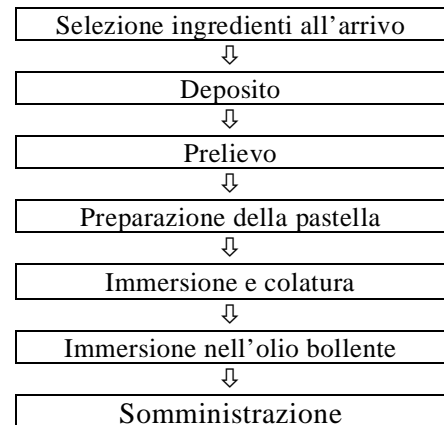 Selezione ingredienti all’arrivo
⇩
Deposito
⇩
Prelievo
⇩
Preparazione della pastella
⇩
Immersione e colatura
⇩
Immersione nell’olio bollente
⇩
Somministrazione